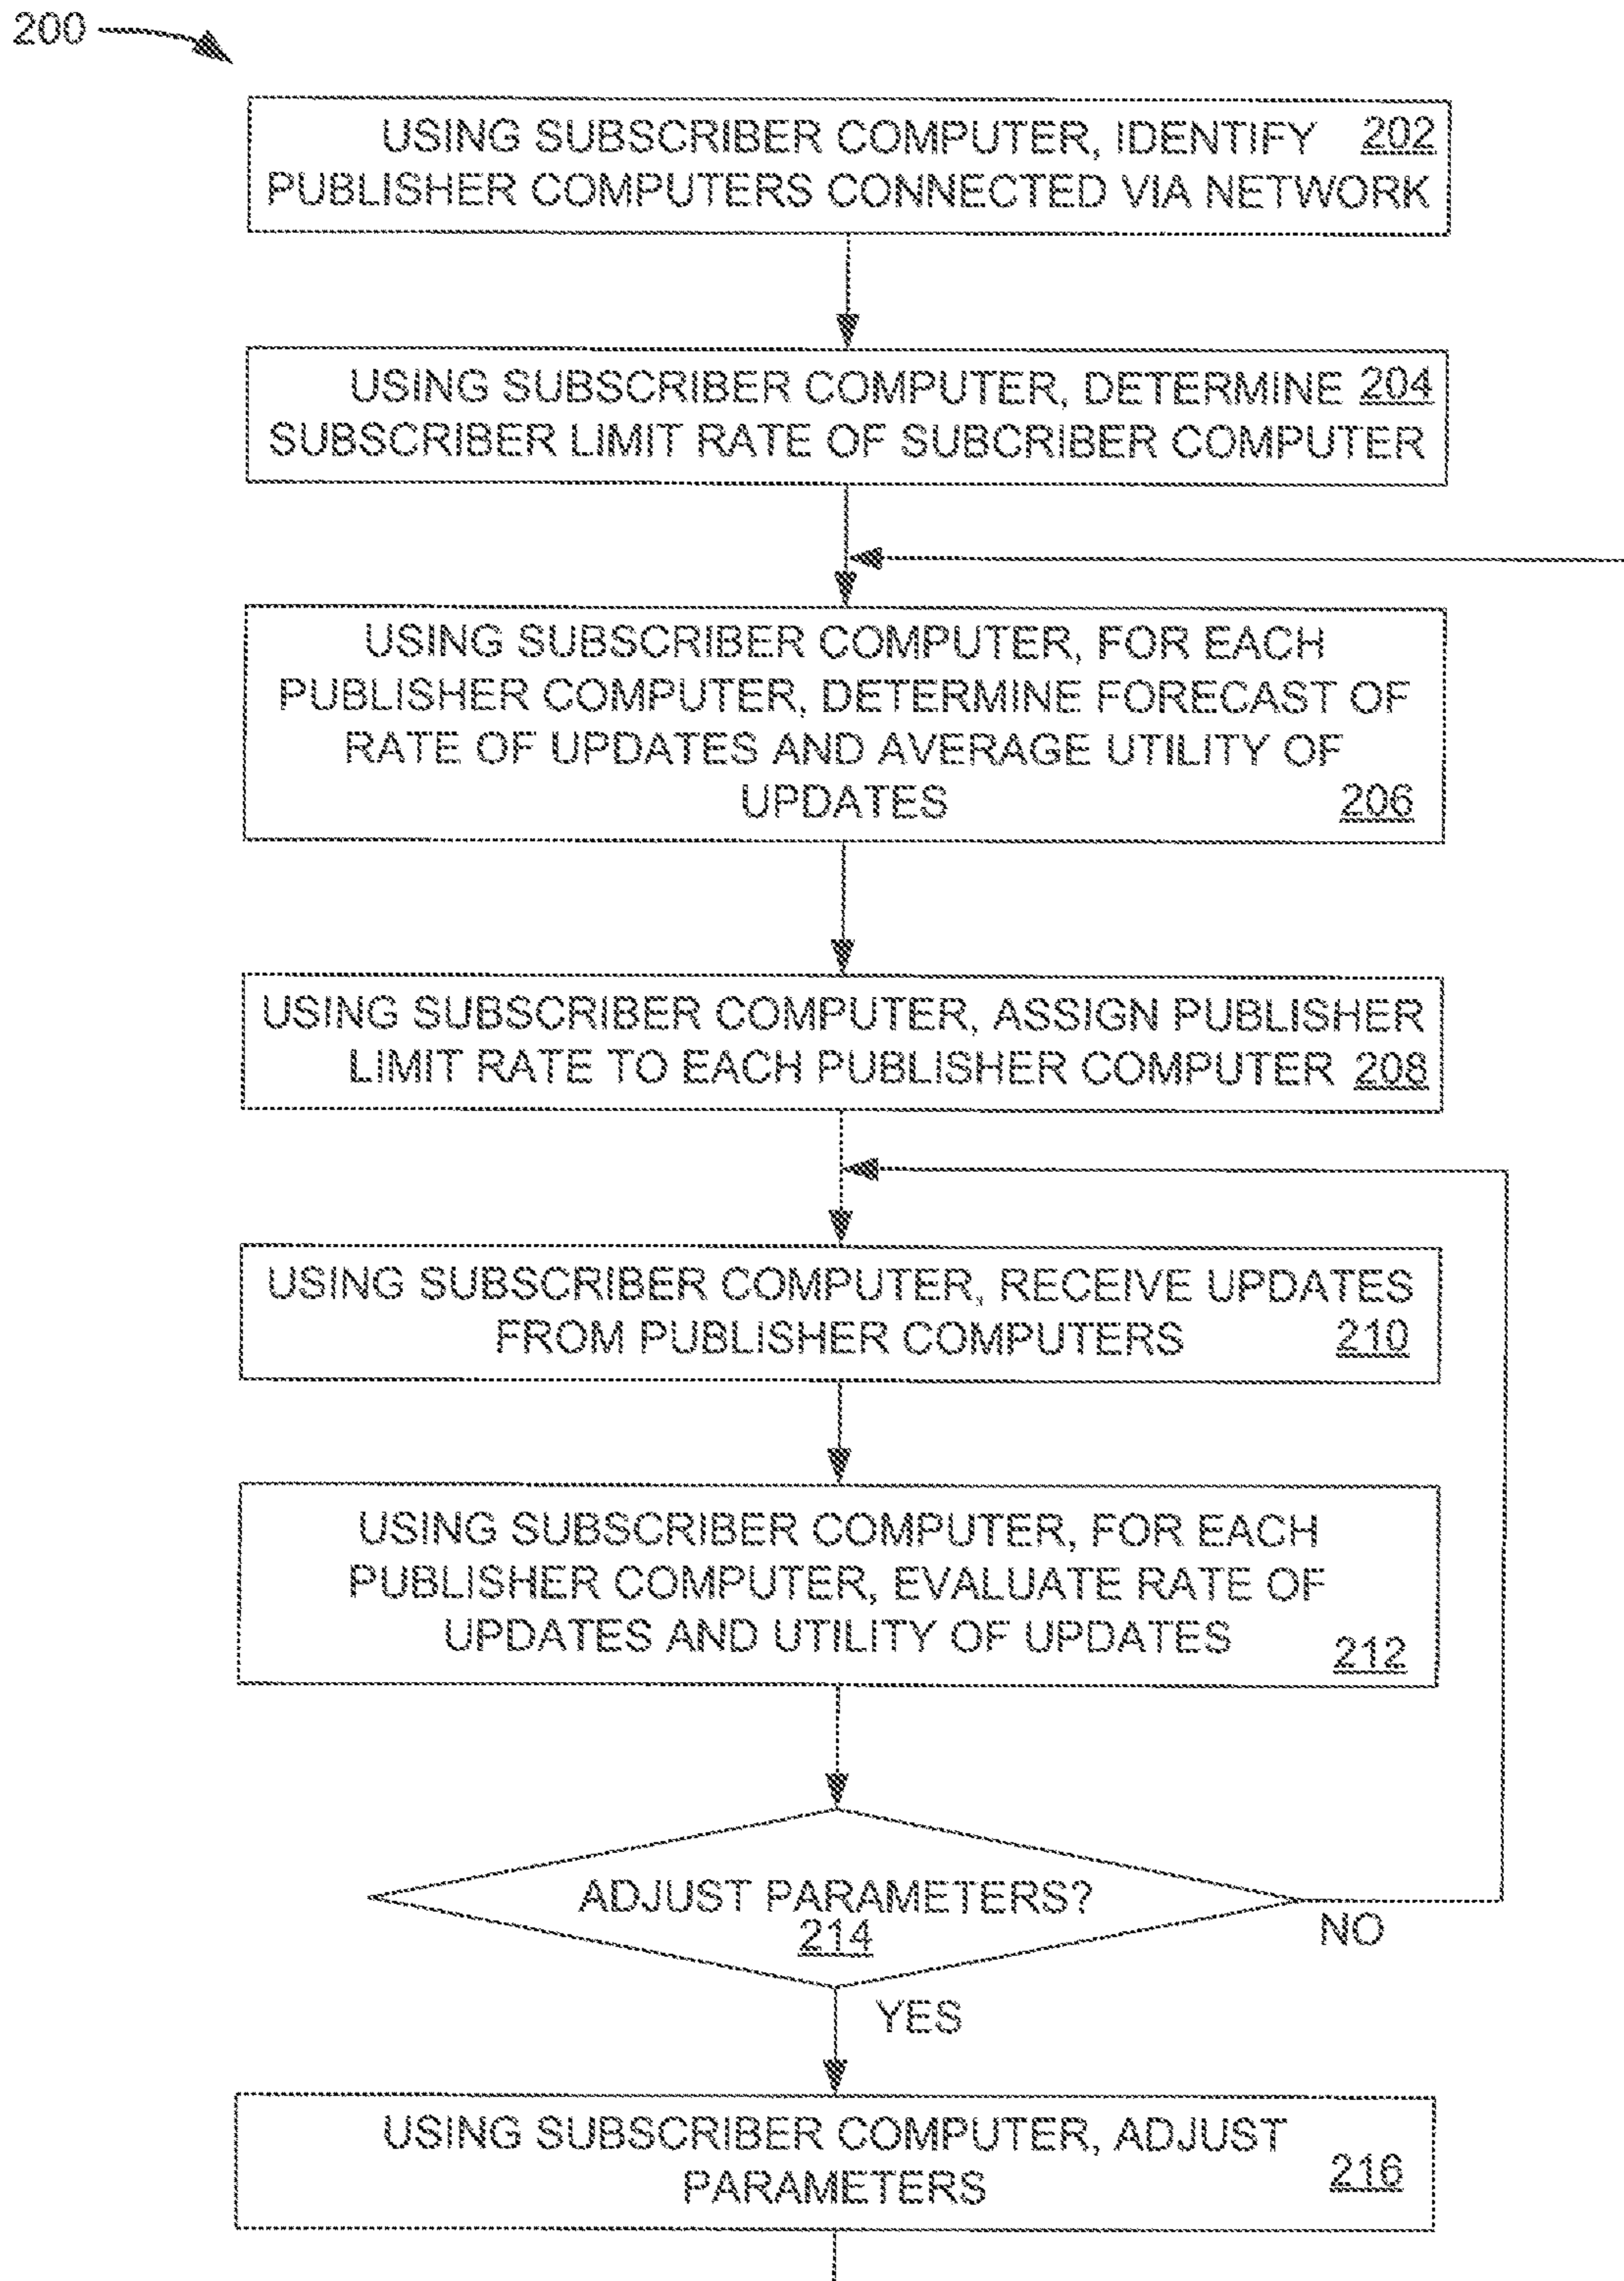 200
USING SUBSCRIBER COMPUTER, IDENTIFY 202
PUBLISHER COMPUTERS CONNECTED VIA NETWORK
USING SUBSCRIBER COMPUTER, DETERMINE 204
SUBSCRIBER LIMIT RATE OF SUBCRIBER COMPUTER
USING SUBSCRIBER COMPUTER, FOR EACH
PUBLISHER COMPUTER, DETERMINE FORECAST OF
RATE OF UPDATES AND AVERAGE UTILITY OF
UPDATES 206
USING SUBSCRIBER COMPUTER, ASSIGN PUBLISHER
LIMIT RATE TO EACH PUBLISHER COMPUTER 208
USING SUBSCRIBER COMPUTER, RECEIVE UPDATES
FROM PUBLISHER COMPUTERS 210
USING SUBSCRIBER COMPUTER, FOR EACH
PUBLISHER COMPUTER, EVALUATE RATE OF
UPDATES AND UTILITY OF UPDATES 212
ADJUST PARAMETERS?
214
NO
YES
USING SUBSCRIBER COMPUTER, ADJUST
PARAMETERS 216